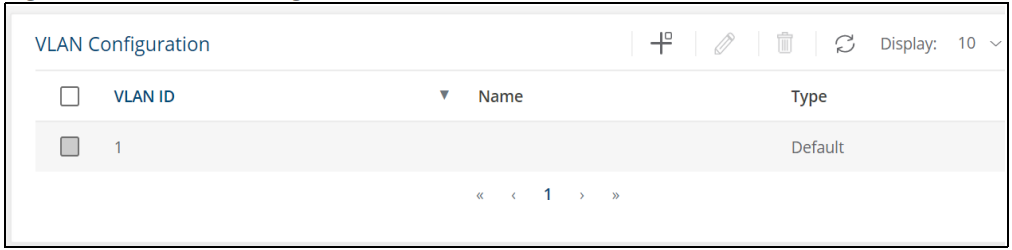 VLAN Configuration Display: 10
VLAN ID Name Type
1 Default
« ‹ 1 › »